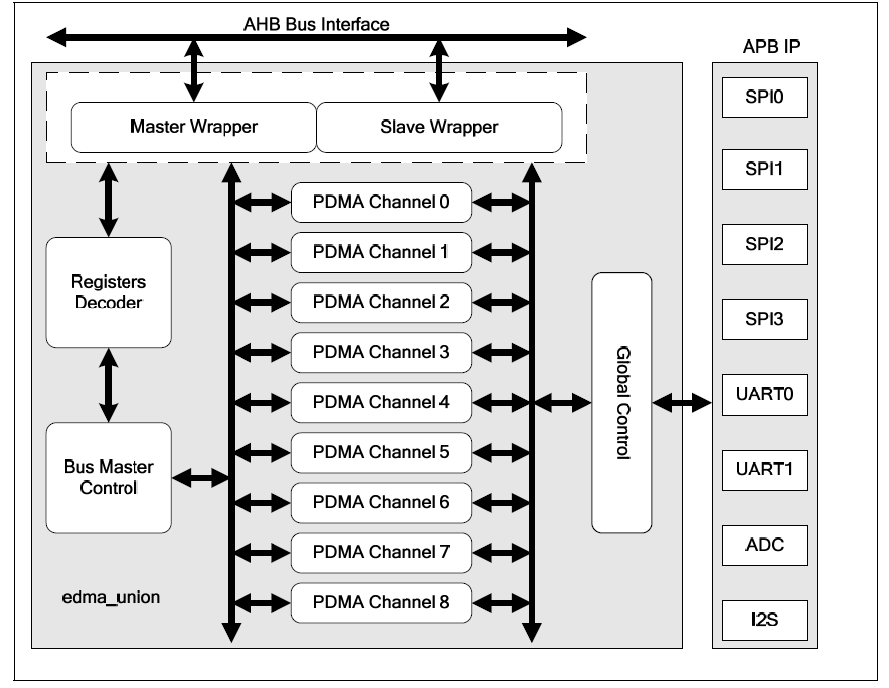 AHB Bus Interface
APB IP
Master Wrapper
Slave Wrapper
SPI0
SPI1
SPI2
SPI3
UART0
UART1
ADC
I2S
PDMA Channel 0
PDMA Channel 1
PDMA Channel 2
PDMA Channel 3
PDMA Channel 4
PDMA Channel 5
PDMA Channel 6
PDMA Channel 7
PDMA Channel 8
Registers
Decoder
Bus Master
Control
Global Control
edma_union